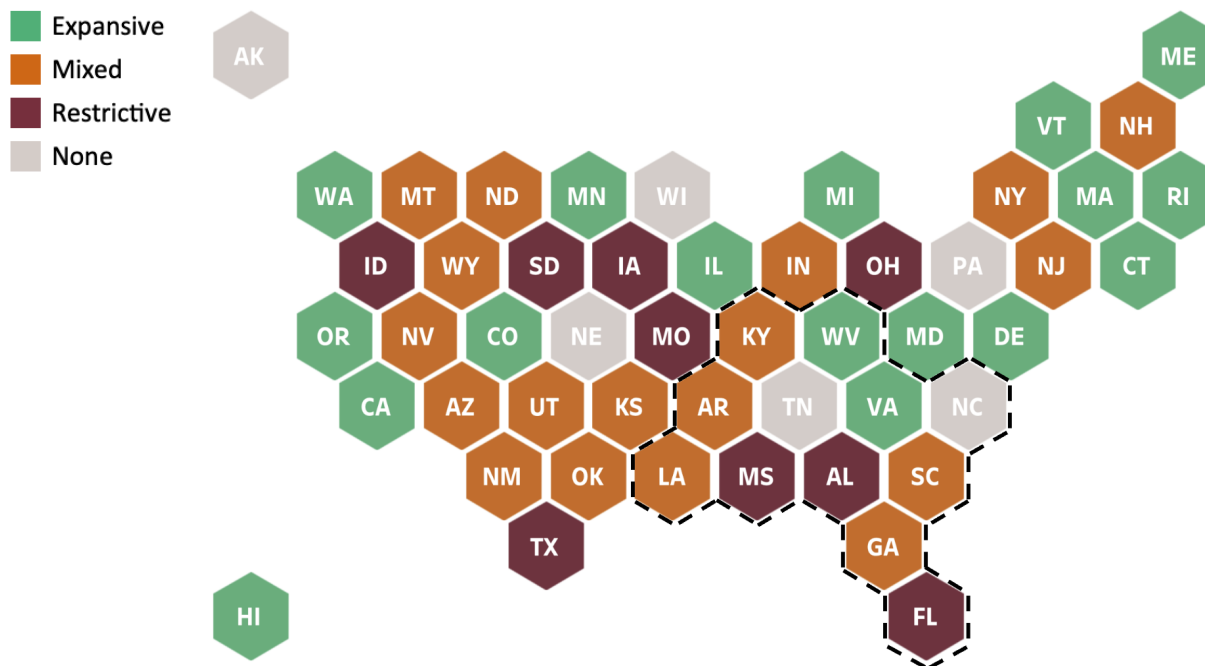 Expansive
Mixed
Restrictive
None
AK
ME
VT NH
WA MT ND MN WI MI NY MA RI
ID WY SD IA IL IN OH PA NJ CT
OR NV CO NE MO KY WV MD DE
CA AZ UT KS AR TN VA NC
NM OK LA MS AL SC
TX GA
HI FL